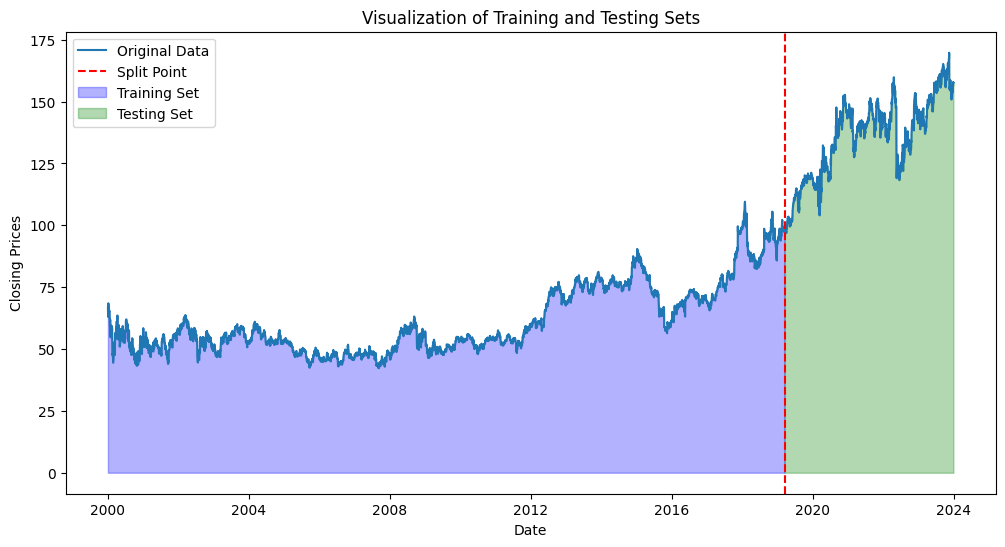 Visualization of Training and Testing Sets
Original Data
Split Point
Training Set
Testing Set
175
150
125
100
75
50
25
0
Closing Prices
2000 2004 2008 2012 2016 2020 2024
Date